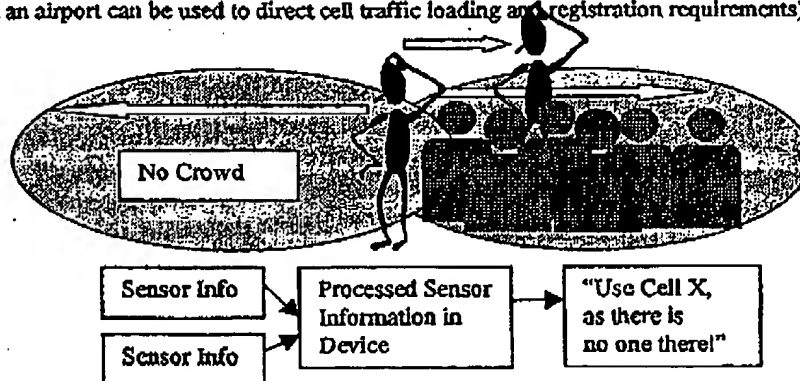 an airport can be used to direct cell traffic loading and registration requirements)
No Crowd
Sensor Info
Processed Sensor
Information in
Device
"Use Cell X,
as there is
no one there!"
Sensor Info